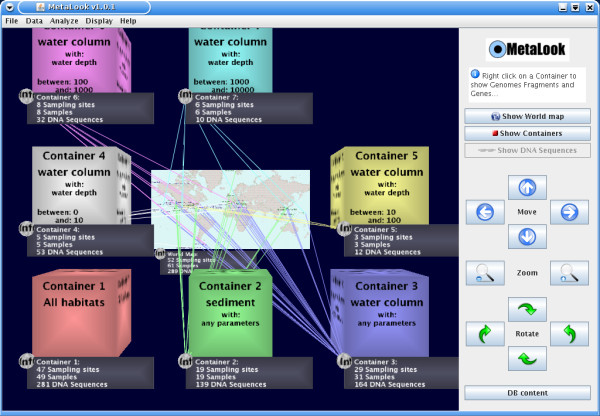 MetaLook v1.0.1
File Data Analyze Display Help
water column
with:
water depth
between: 100
and: 10000
Container 6:
8 Sampling sites
8 Samples
32 DNA Sequences
water column
with:
water depth
between: 1000
and: 10000
Container 7:
6 Sampling sites
6 Samples
10 DNA Sequences
Container 4
water column
with:
water depth
between: 0
and: 10
Container 4:
5 Sampling sites
5 Samples
53 DNA Sequences
World Map:
52 Sampling sites
61 Samples
289 DNA
Container 5
water column
with:
water depth
between: 10
and: 100
Container 5:
3 Sampling sites
3 Samples
12 DNA Sequences
Container 1
All habitats
Container 1:
47 Sampling sites
49 Samples
281 DNA Sequences
Container 2
sediment
with:
any parameters
Container 2:
19 Sampling sites
19 Samples
139 DNA Sequences
Container 3
water column
with:
any parameters
Container 3:
29 Sampling sites
31 Samples
164 DNA Sequences
MetaLook
Right click on a Container to
show Genomes Fragments and
Genes...
Show World map
Show Containers
Show DNA Sequences
Move
Zoom
Rotate
DB content